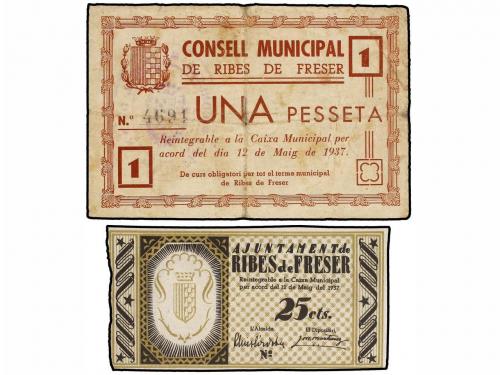 CONSELL MUNICIPAL
DE RIBES DE FRESER
1
N.º 4691 UNA PESSETA
Reintegrable a la Caixa Municipal per
acord del dia 12 de Maig de 1937.
1
De curs obligatori per tot el terme municipal
de Ribes de Freser
AJUNTAMENT de
RIBES de FRESER
Reintegrable a la Caixa Municipal
per acord del 12 de Maig del 1937
25 cts.
L'Alcalde El Dipositari
Nº